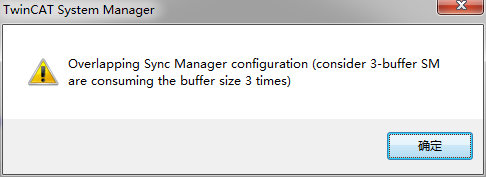 TwinCAT System Manager
Overlapping Sync Manager configuration (consider 3-buffer SM
are consuming the buffer size 3 times)
确定